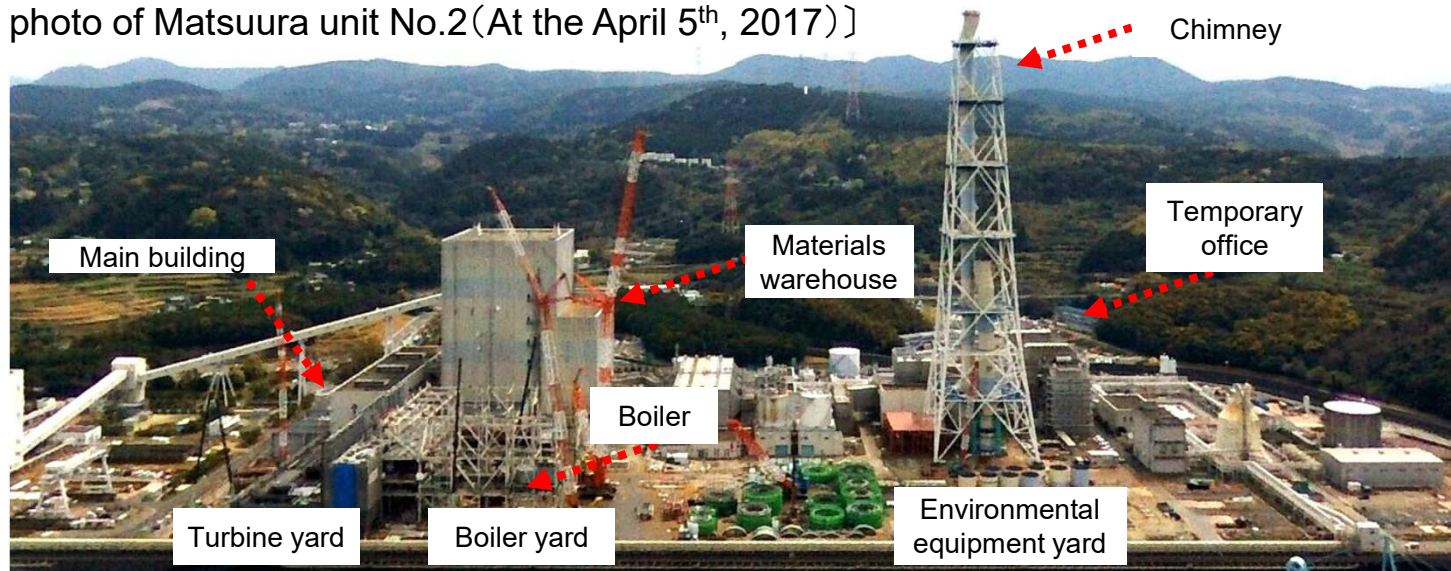 photo of Matsuura unit No.2（At the April 5th, 2017）〕
Chimney
Temporary
office
Main building
Materials
warehouse
Boiler
Turbine yard
Boiler yard
Environmental
equipment yard